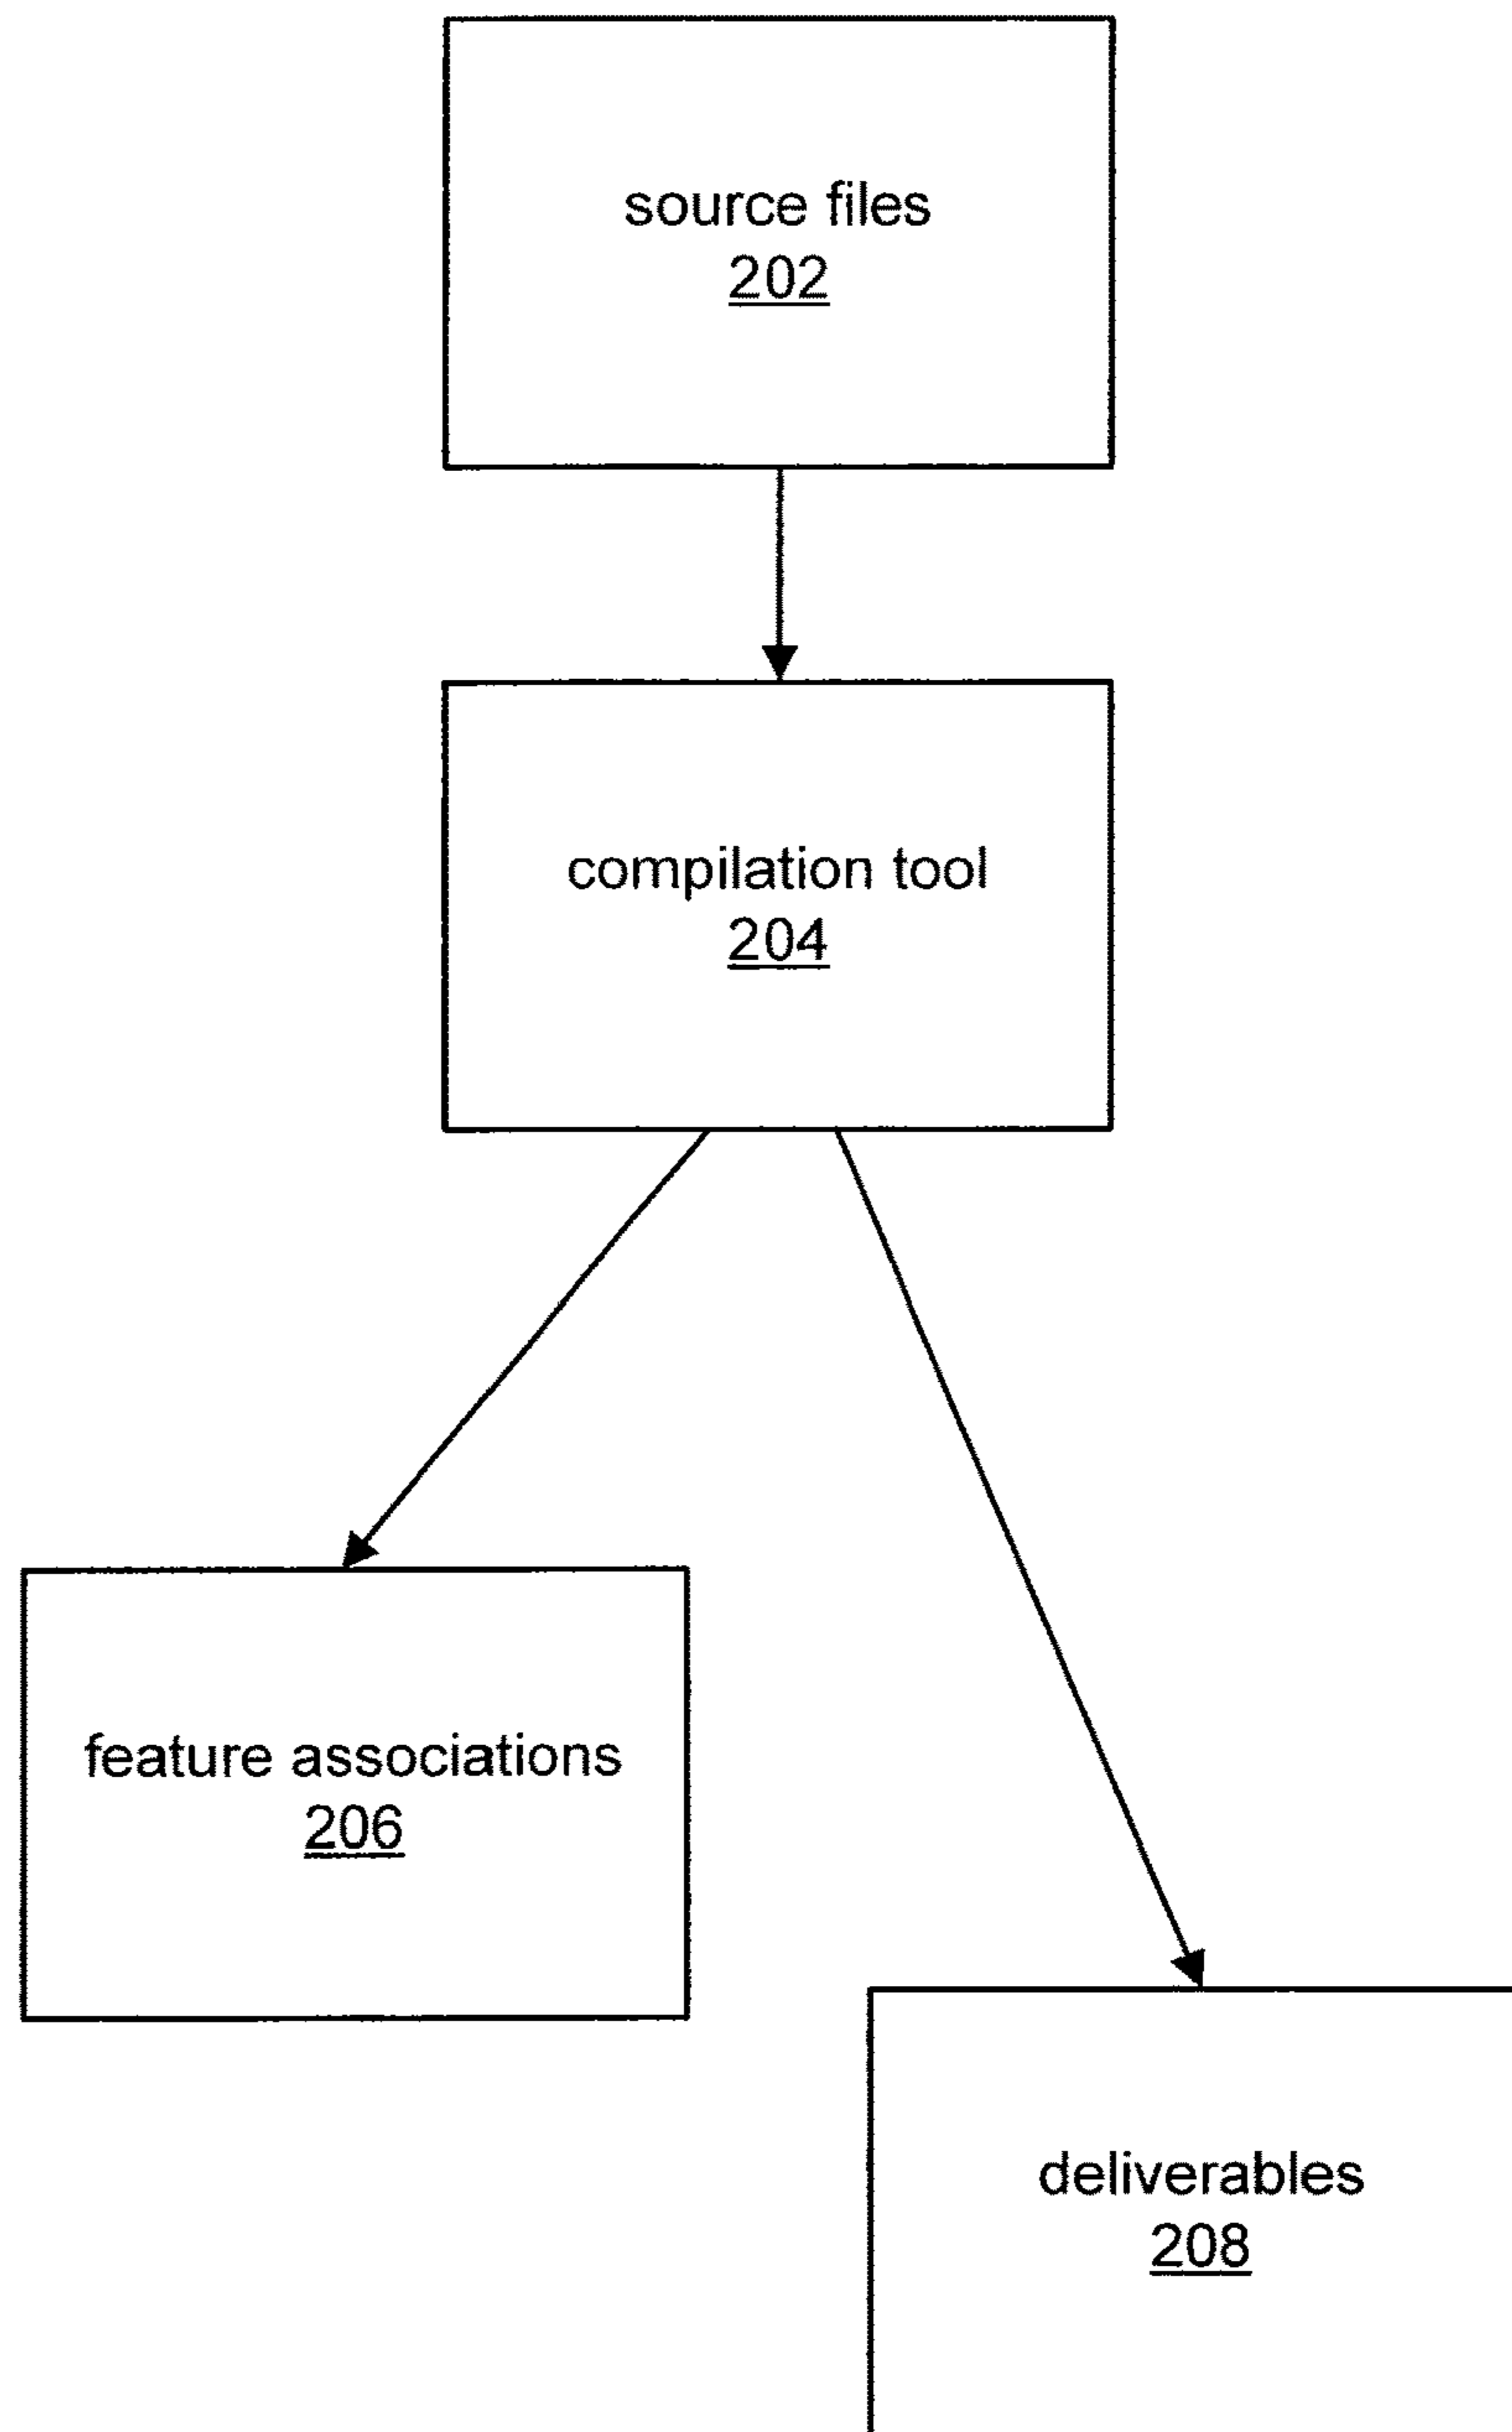 source files
202
compilation tool
204
feature associations
206
deliverables
208